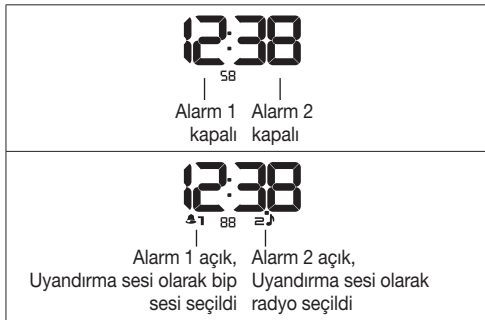 12:38
58
Alarm 1 Alarm 2
kapalı kapalı
12:38
1 88 2
Alarm 1 açık, Alarm 2 açık,
Uyandırma sesi olarak bip Uyandırma sesi olarak
sesi seçildi radyo seçildi